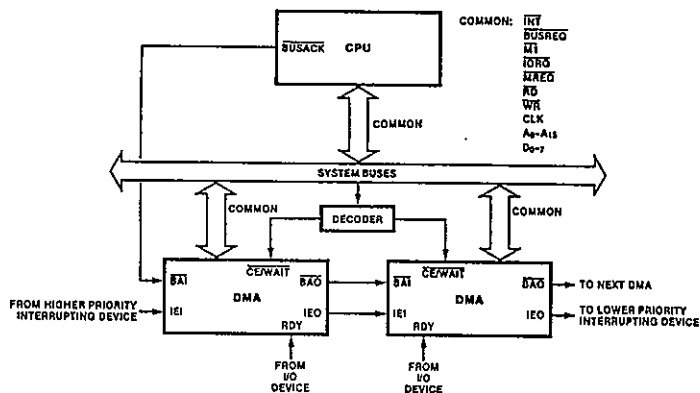 COMMON: INT
BUSREQ
M1
IORQ
MREQ
RD
WR
CLK
A0-A15
D0-7
CPU
BUSACK
COMMON
SYSTEM BUSES
COMMON
DECODER
COMMON
CE/WAIT
BAI
BAO
DMA
IEI
IEO
RDY
CE/WAIT
BAI
BAO
DMA
IEI
IEO
RDY
FROM HIGHER PRIORITY
INTERRUPTING DEVICE
TO NEXT DMA
TO LOWER PRIORITY
INTERRUPTING DEVICE
FROM
I/O
DEVICE
FROM
I/O
DEVICE